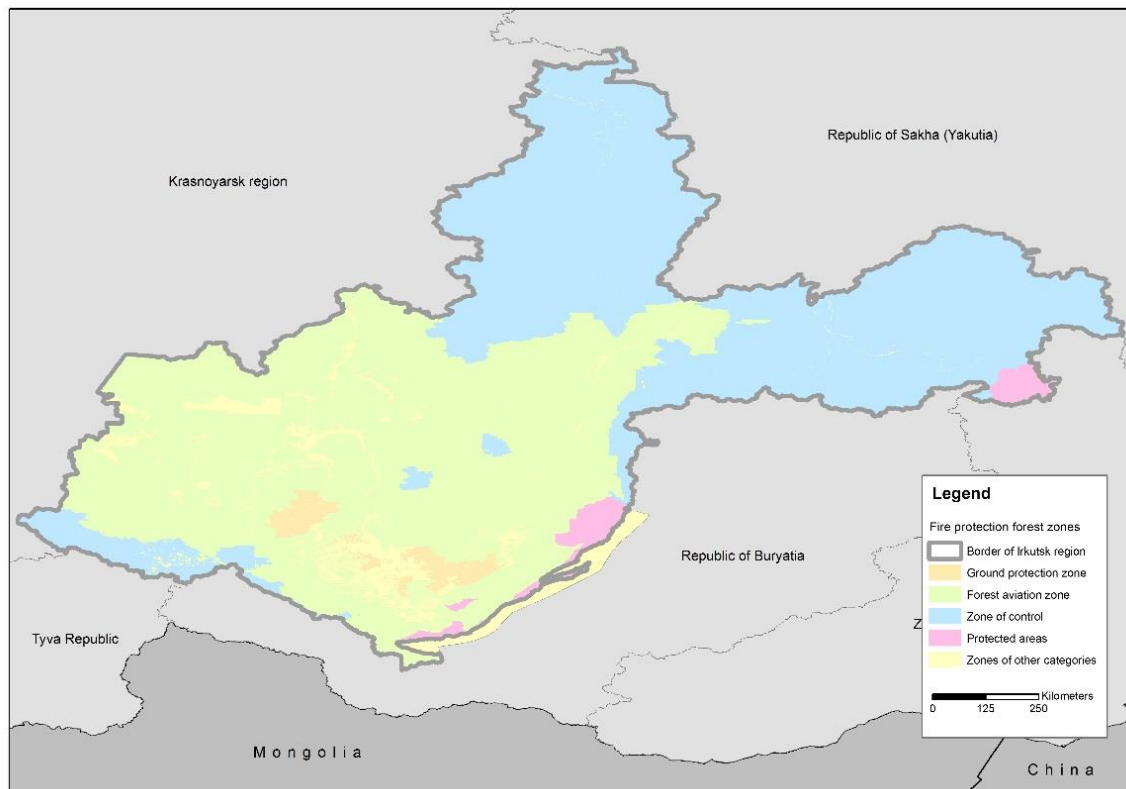 Republic of Sakha (Yakutia)
Krasnoyarsk region
Republic of Buryatia
Tyva Republic
Mongolia
China
Z
Legend
Fire protection forest zones
Border of Irkutsk region
Ground protection zone
Forest aviation zone
Zone of control
Protected areas
Zones of other categories
Kilometers
0 125 250